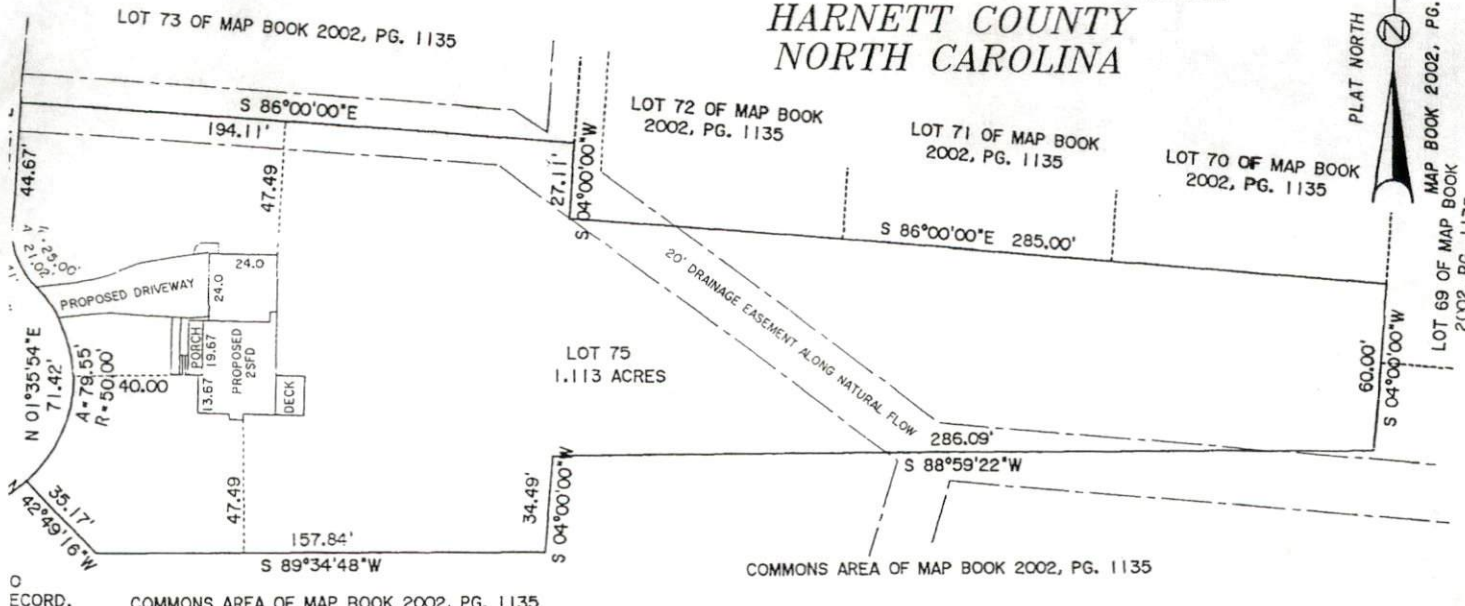 HARNETT COUNTY
NORTH CAROLINA
LOT 73 OF MAP BOOK 2002, PG. 1135
S 86°00'00"E
194.11'
44.67'
47.49
27.11'
S 04°00'00"W
LOT 72 OF MAP BOOK
2002, PG. 1135
LOT 71 OF MAP BOOK
2002, PG. 1135
LOT 70 OF MAP BOOK
2002, PG. 1135
PLAT NORTH
N
MAP BOOK 2002, PG.
LOT 69 OF MAP BOOK
2002, PG. 1135
S 86°00'00"E 285.00'
25.00'
21.02'
PROPOSED DRIVEWAY
24.0
24.0
PORCH
19.67
13.67
PROPOSED
2SFD
DECK
40.00
N 01°35'54"E
71.42'
A=79.55'
R=50.00'
LOT 75
1.113 ACRES
20' DRAINAGE EASEMENT ALONG NATURAL FLOW
60.00'
S 04°00'00"W
286.09'
S 88°59'22"W
35.17'
N 42°49'16"W
47.49
34.49'
S 04°00'00"W
157.84'
S 89°34'48"W
COMMONS AREA OF MAP BOOK 2002, PG. 1135
ECORD.
COMMONS AREA OF MAP BOOK 2002, PG. 1135